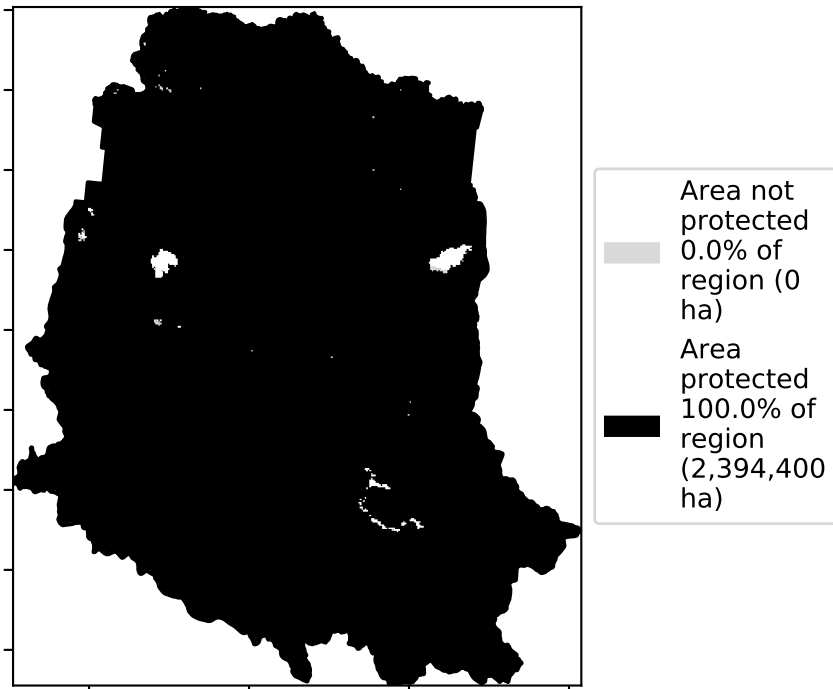 Area not
protected
0.0% of
region (0
ha)
Area
protected
100.0% of
region
(2,394,400
ha)